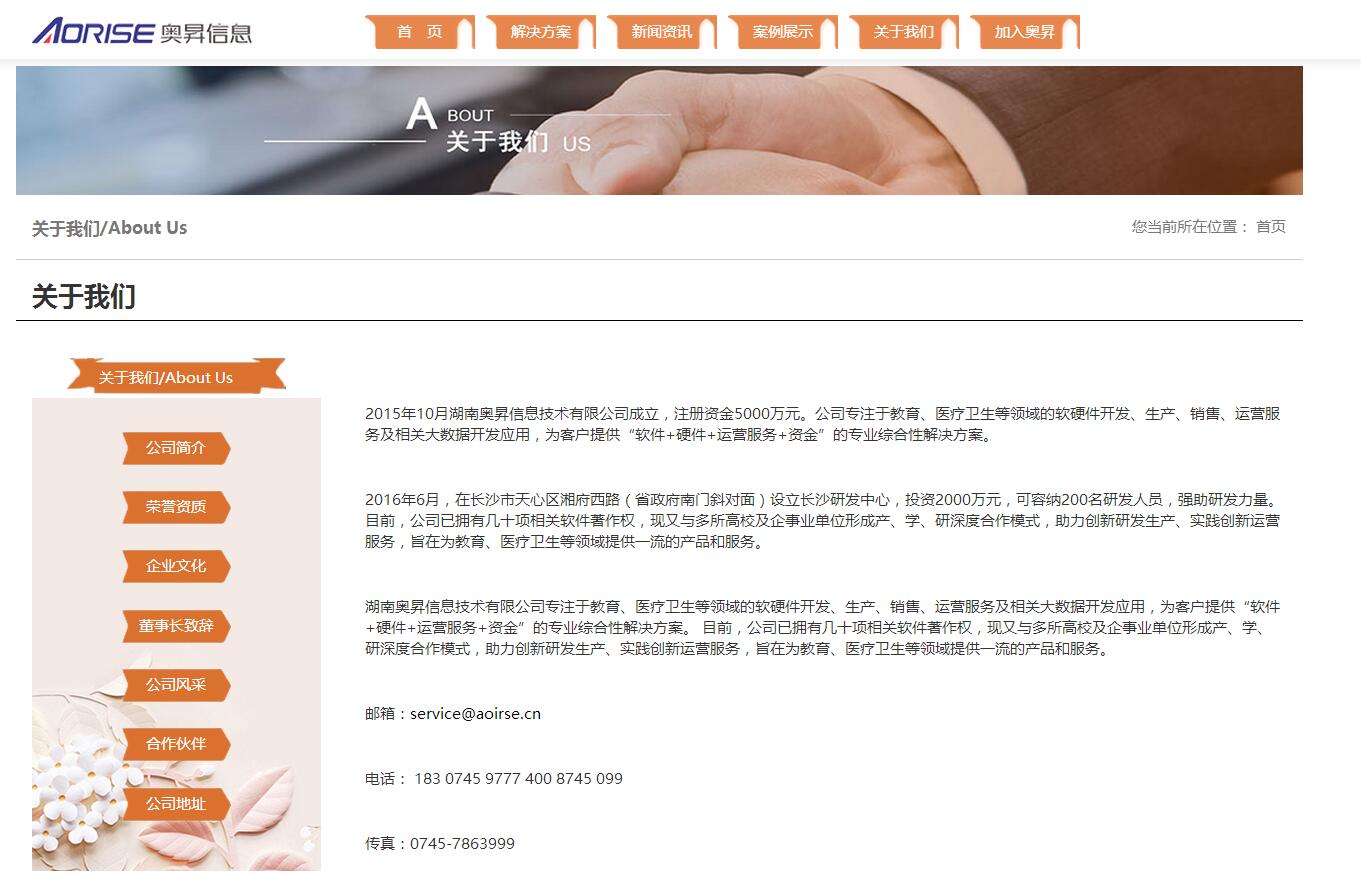 AORISE 奥昇信息
首 页
解决方案
新闻资讯
案例展示
关于我们
加入奥昇
ABOUT
关于我们 US
关于我们/About Us
您当前所在位置： 首页
关于我们
关于我们/About Us
公司简介
荣誉资质
企业文化
董事长致辞
公司风采
合作伙伴
公司地址
2015年10月湖南奥昇信息技术有限公司成立，注册资金5000万元。公司专注于教育、医疗卫生等领域的软硬件开发、生产、销售、运营服
务及相关大数据开发应用，为客户提供“软件+硬件+运营服务+资金”的专业综合性解决方案。
2016年6月，在长沙市天心区湘府西路（省政府南门斜对面）设立长沙研发中心，投资2000万元，可容纳200名研发人员，强助研发力量。
目前，公司已拥有几十项相关软件著作权，现又与多所高校及企事业单位形成产、学、研深度合作模式，助力创新研发生产、实践创新运营
服务，旨在为教育、医疗卫生等领域提供一流的产品和服务。
湖南奥昇信息技术有限公司专注于教育、医疗卫生等领域的软硬件开发、生产、销售、运营服务及相关大数据开发应用，为客户提供“软件
+硬件+运营服务+资金”的专业综合性解决方案。 目前，公司已拥有几十项相关软件著作权，现又与多所高校及企事业单位形成产、学、
研深度合作模式，助力创新研发生产、实践创新运营服务，旨在为教育、医疗卫生等领域提供一流的产品和服务。
邮箱：service@aoirse.cn
电话： 183 0745 9777 400 8745 099
传真：0745-7863999